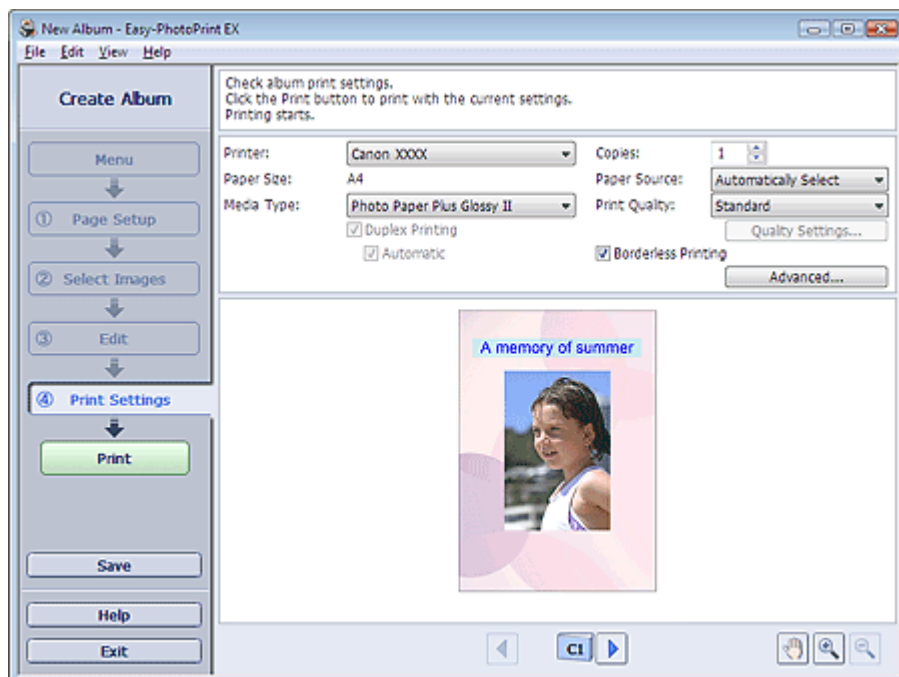 New Album - Easy-PhotoPrint EX
File Edit View Help
Create Album
Menu
① Page Setup
② Select Images
③ Edit
④ Print Settings
Print
Save
Help
Exit
Check album print settings.
Click the Print button to print with the current settings.
Printing starts.
Printer: Canon XXXX Copies: 1
Paper Size: A4 Paper Source: Automatically Select
Media Type: Photo Paper Plus Glossy II Print Quality: Standard
Duplex Printing Quality Settings...
Automatic Borderless Printing
Advanced...
A memory of summer
C1